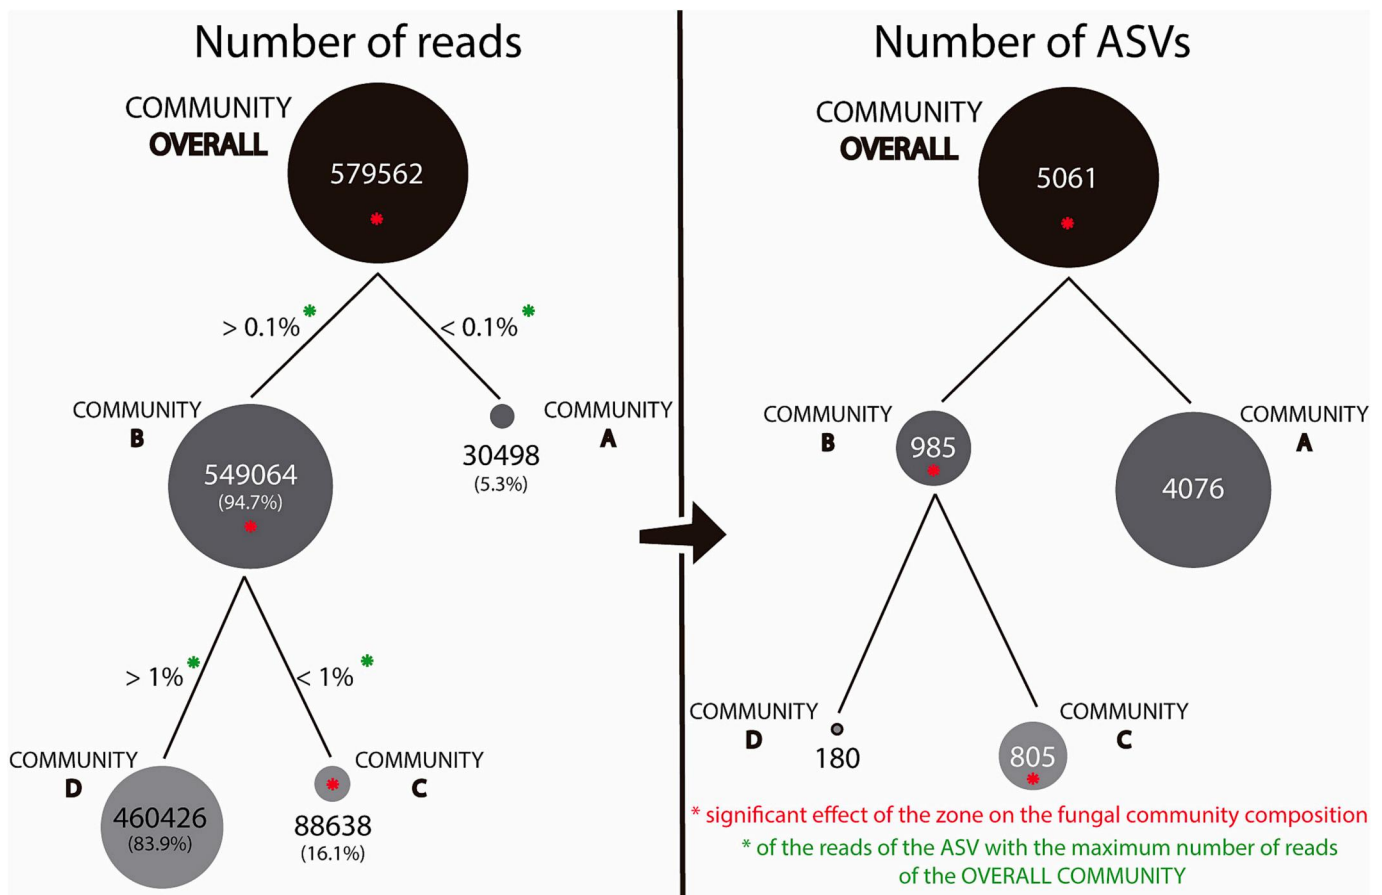 Number of reads
COMMUNITY
OVERALL
579562
*
> 0.1% *
< 0.1% *
COMMUNITY
B
549064
(94.7%)
*
COMMUNITY
A
30498
(5.3%)
> 1% *
< 1% *
COMMUNITY
D
460426
(83.9%)
COMMUNITY
C
*
88638
(16.1%)
Number of ASVs
COMMUNITY
OVERALL
5061
*
COMMUNITY
B
985
*
COMMUNITY
A
4076
COMMUNITY
D
180
COMMUNITY
C
805
*
* significant effect of the zone on the fungal community composition
* of the reads of the ASV with the maximum number of reads
of the OVERALL COMMUNITY